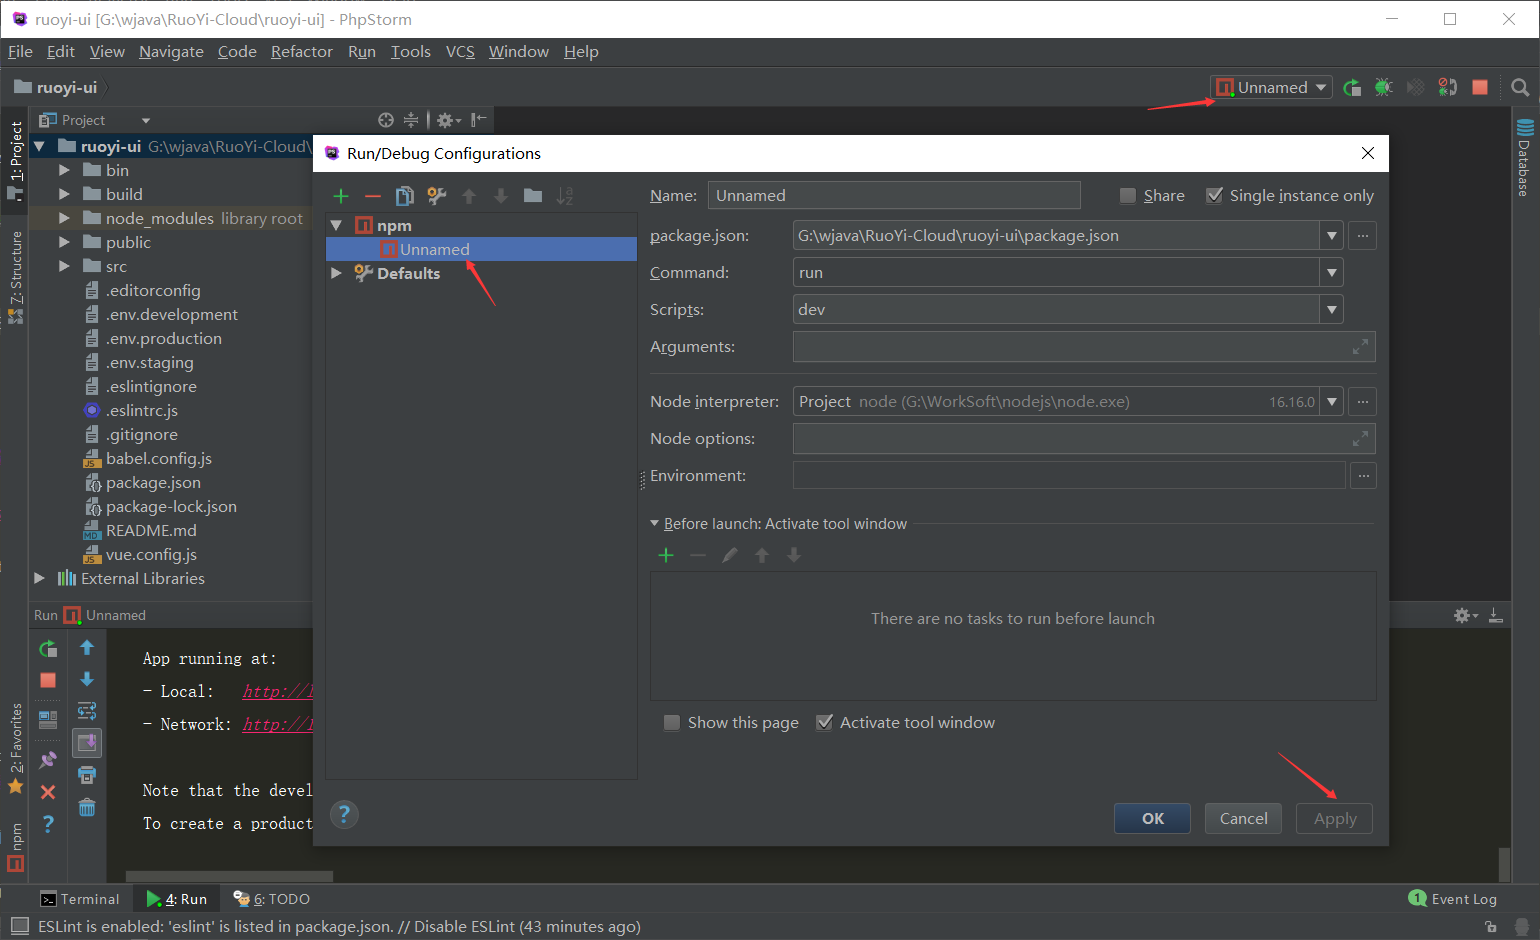 ruoyi-ui [G:\wjava\RuoYi-Cloud\ruoyi-ui] - PhpStorm
File Edit View Navigate Code Refactor Run Tools VCS Window Help
ruoyi-ui
Unnamed
Project
1: Project
7: Structure
2: Favorites
npm
Database
ruoyi-ui G:\wjava\RuoYi-Cloud\
bin
build
node_modules library root
public
src
.editorconfig
.env.development
.env.production
.env.staging
.eslintignore
.eslintrc.js
.gitignore
babel.config.js
package.json
package-lock.json
README.md
vue.config.js
External Libraries
Run/Debug Configurations
npm
Unnamed
Defaults
Name: Unnamed Share Single instance only
package.json: G:\wjava\RuoYi-Cloud\ruoyi-ui\package.json
Command: run
Scripts: dev
Arguments:
Node interpreter: Project node (G:\WorkSoft\nodejs\node.exe) 16.16.0
Node options:
Environment:
Before launch: Activate tool window
There are no tasks to run before launch
Show this page Activate tool window
? OK Cancel Apply
Run Unnamed
App running at:
- Local: http://
- Network: http://
Note that the devel
To create a product
Terminal 4: Run 6: TODO 1 Event Log
ESLint is enabled: 'eslint' is listed in package.json. // Disable ESLint (43 minutes ago)